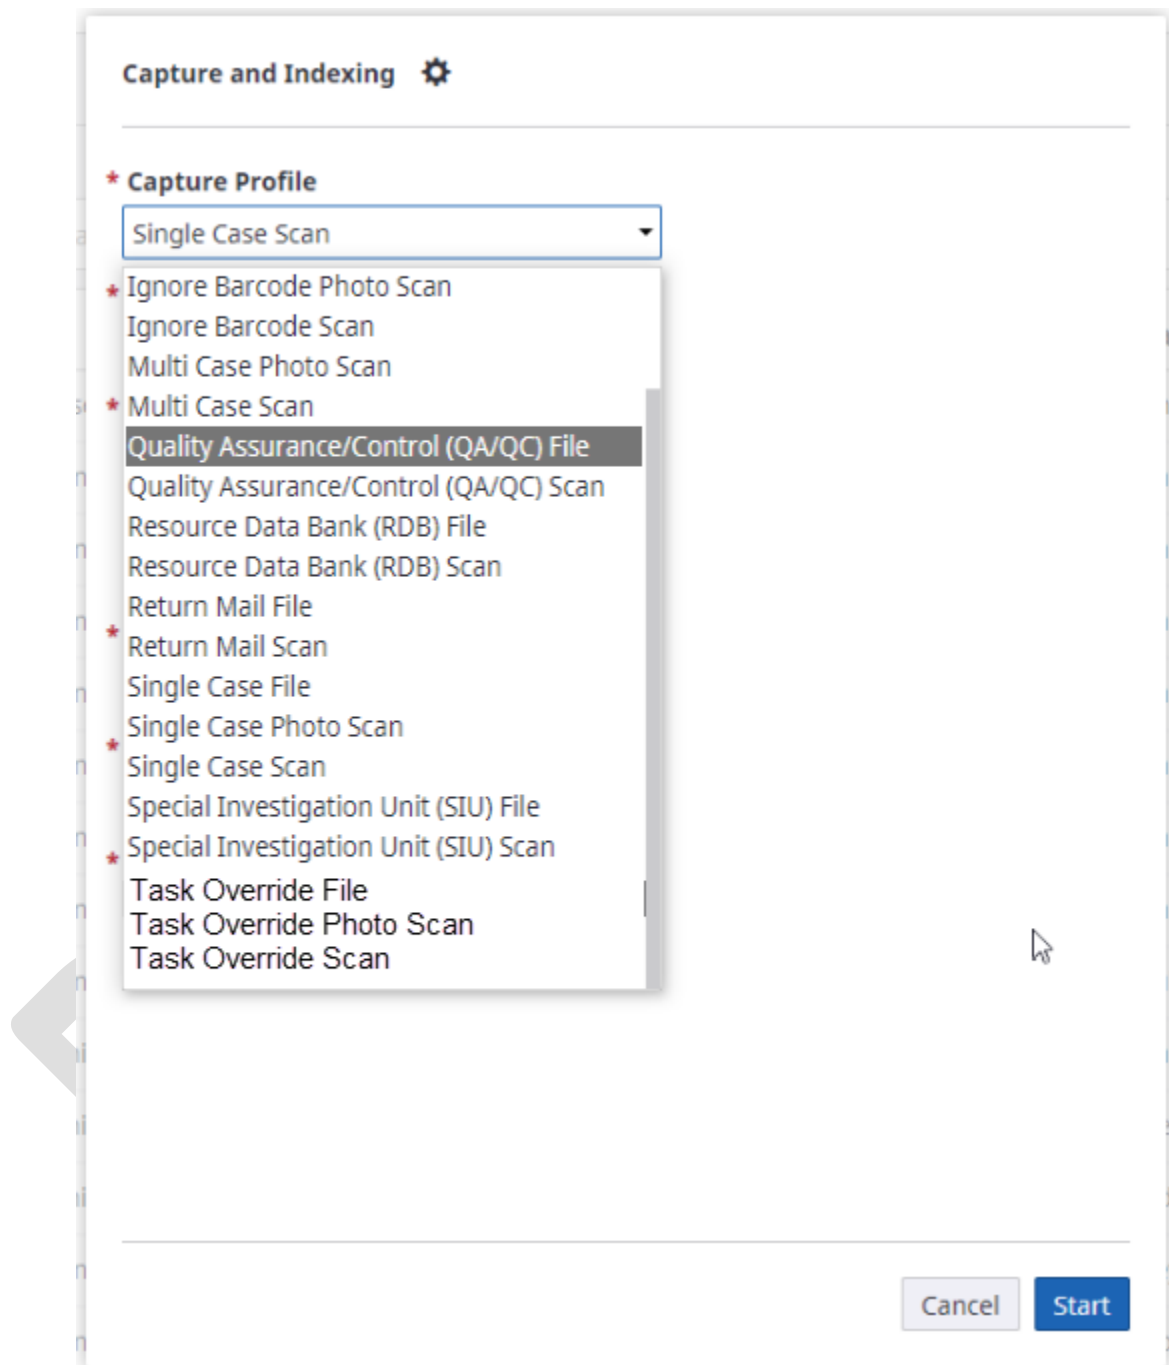 Capture and Indexing
* Capture Profile
Single Case Scan
* Ignore Barcode Photo Scan
Ignore Barcode Scan
Multi Case Photo Scan
* Multi Case Scan
Quality Assurance/Control (QA/QC) File
Quality Assurance/Control (QA/QC) Scan
Resource Data Bank (RDB) File
Resource Data Bank (RDB) Scan
Return Mail File
* Return Mail Scan
Single Case File
Single Case Photo Scan
* Single Case Scan
Special Investigation Unit (SIU) File
* Special Investigation Unit (SIU) Scan
Task Override File
Task Override Photo Scan
Task Override Scan
Cancel Start